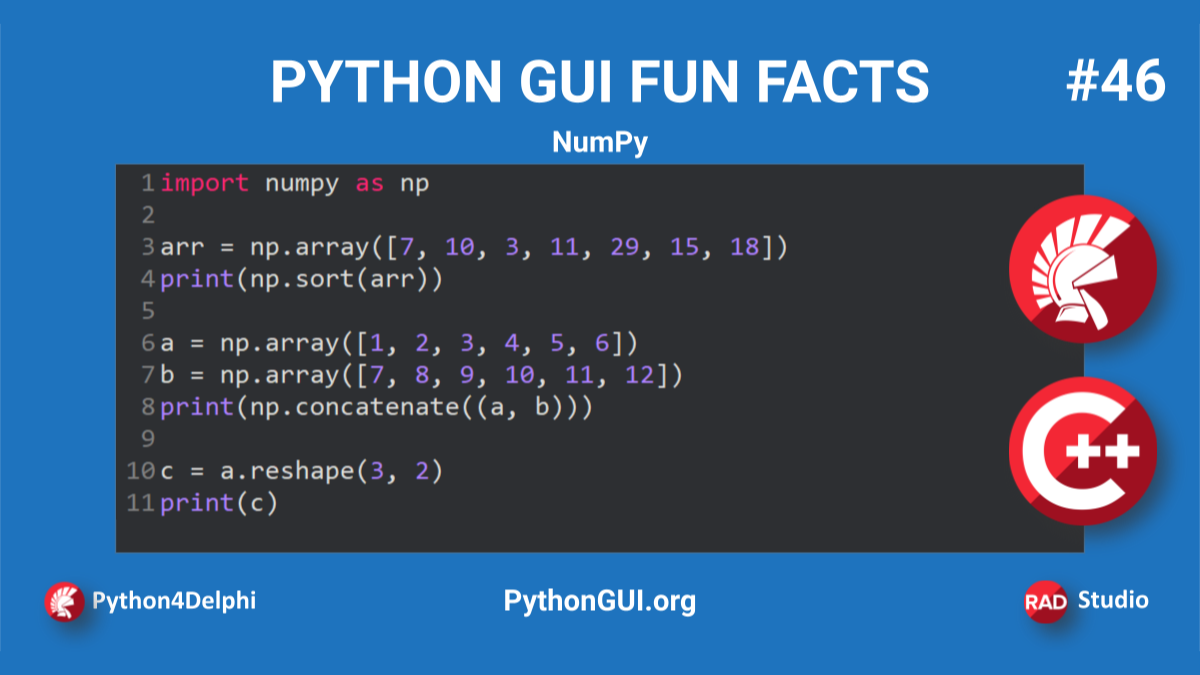 PYTHON GUI FUN FACTS
#46
NumPy
1 import numpy as np
2
3 arr = np.array([7, 10, 3, 11, 29, 15, 18])
4 print(np.sort(arr))
5
6 a = np.array([1, 2, 3, 4, 5, 6])
7 b = np.array([7, 8, 9, 10, 11, 12])
8 print(np.concatenate((a, b)))
9
10 c = a.reshape(3, 2)
11 print(c)
C++
Python4Delphi
PythonGUI.org
RAD Studio